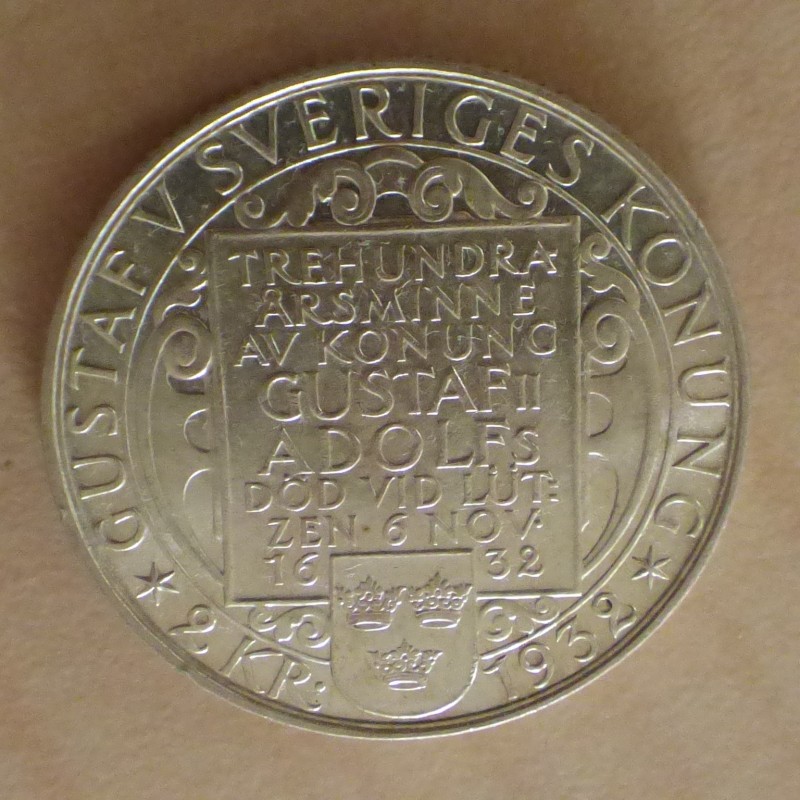 GUSTAF V SVERIGES KONUNG
TREHUNDRA-
ÅRSMINNE
AV KONUNG
GUSTAF II
ADOLFS
DÖD VID LÜT=
ZEN 6 NOV.
16 32
2 KR: 1932